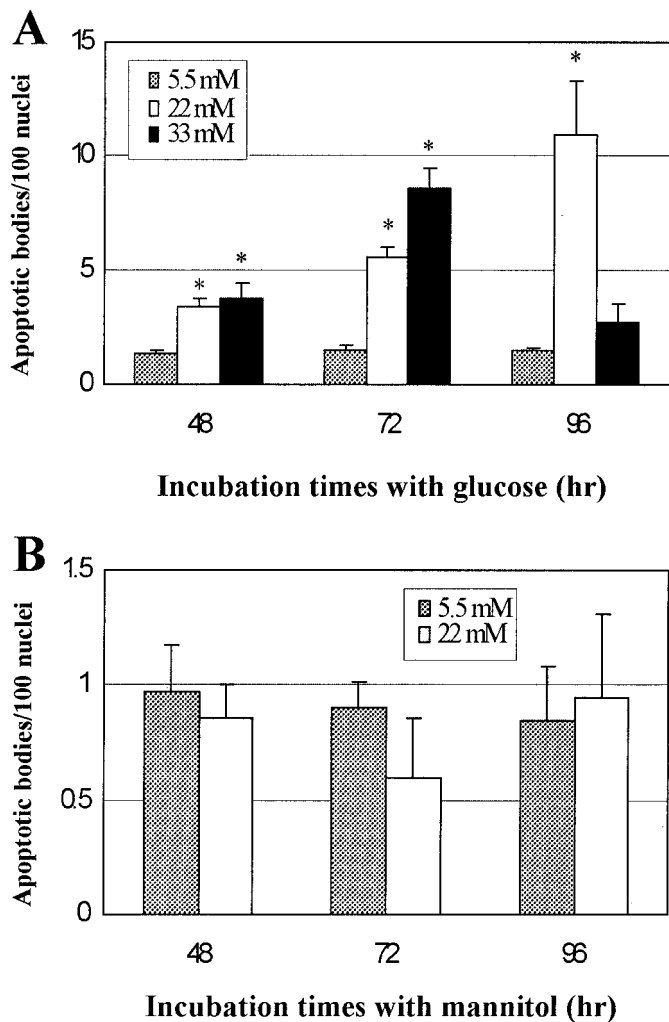 A
Apoptotic bodies/100 nuclei
15
10
5
0
5.5 mM
22 mM
33 mM
* * * * *
48 72 96
Incubation times with glucose (hr)
B
Apoptotic bodies/100 nuclei
1.5
1
0.5
0
5.5 mM
22 mM
48 72 96
Incubation times with mannitol (hr)